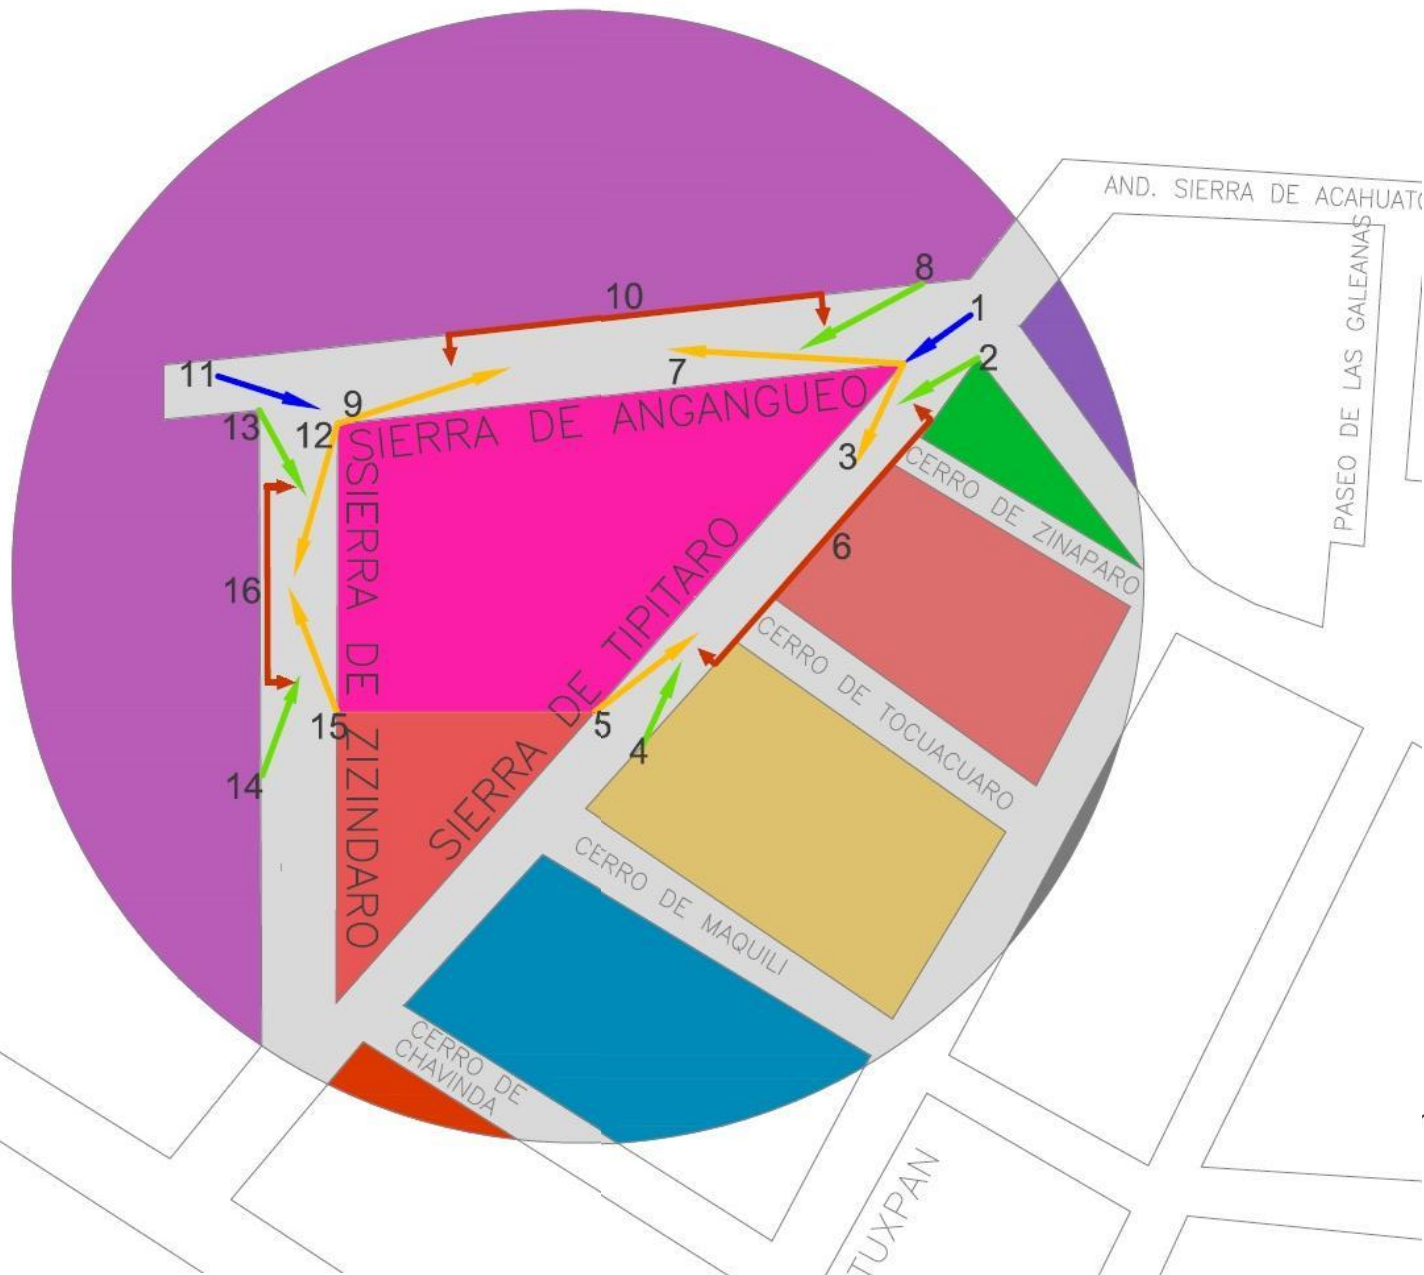 AND. SIERRA DE ACAHUATO
PASEO DE LAS GALEANAS
8
10
1
2
11
7
9
13
12
SIERRA DE ANGANGUEO
3
CERRO DE ZINAPARO
6
16
SIERRA DE ZIZINDARO
SIERRA DE TIPITARO
CERRO DE TOCUACUARO
15
5
4
14
CERRO DE MAQUILI
CERRO DE
CHAVINDA
TUXPAN